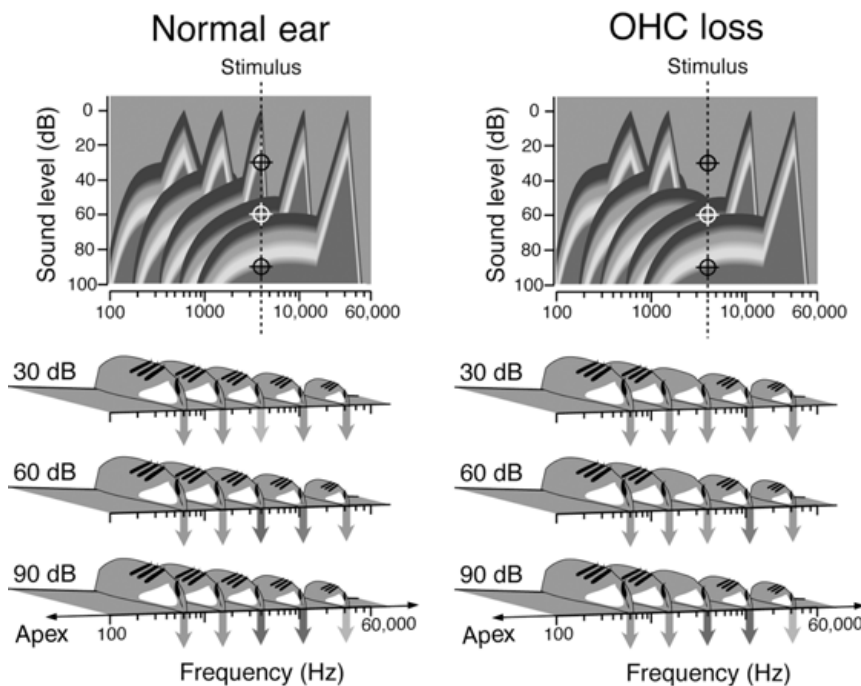 Normal ear
Stimulus
Sound level (dB)
0
20
40
60
80
100
100 1000 10,000 60,000
30 dB
60 dB
90 dB
Apex 100 60,000
Frequency (Hz)
OHC loss
Stimulus
Sound level (dB)
0
20
40
60
80
100
100 1000 10,000 60,000
30 dB
60 dB
90 dB
Apex 100 60,000
Frequency (Hz)